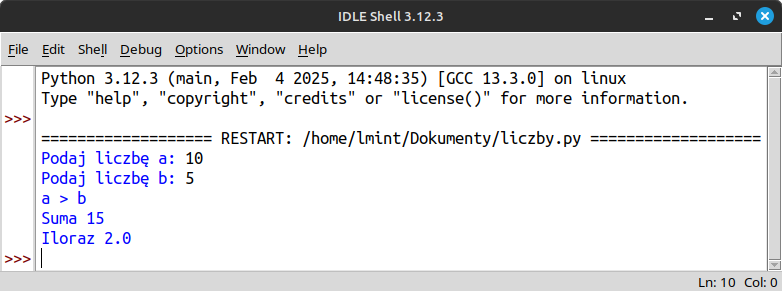 IDLE Shell 3.12.3
File Edit Shell Debug Options Window Help
Python 3.12.3 (main, Feb  4 2025, 14:48:35) [GCC 13.3.0] on linux
Type "help", "copyright", "credits" or "license()" for more information.
>>>
=================== RESTART: /home/lmint/Dokumenty/liczby.py ===================
Podaj liczbę a: 10
Podaj liczbę b: 5
a > b
Suma 15
Iloraz 2.0
>>>
Ln: 10 Col: 0